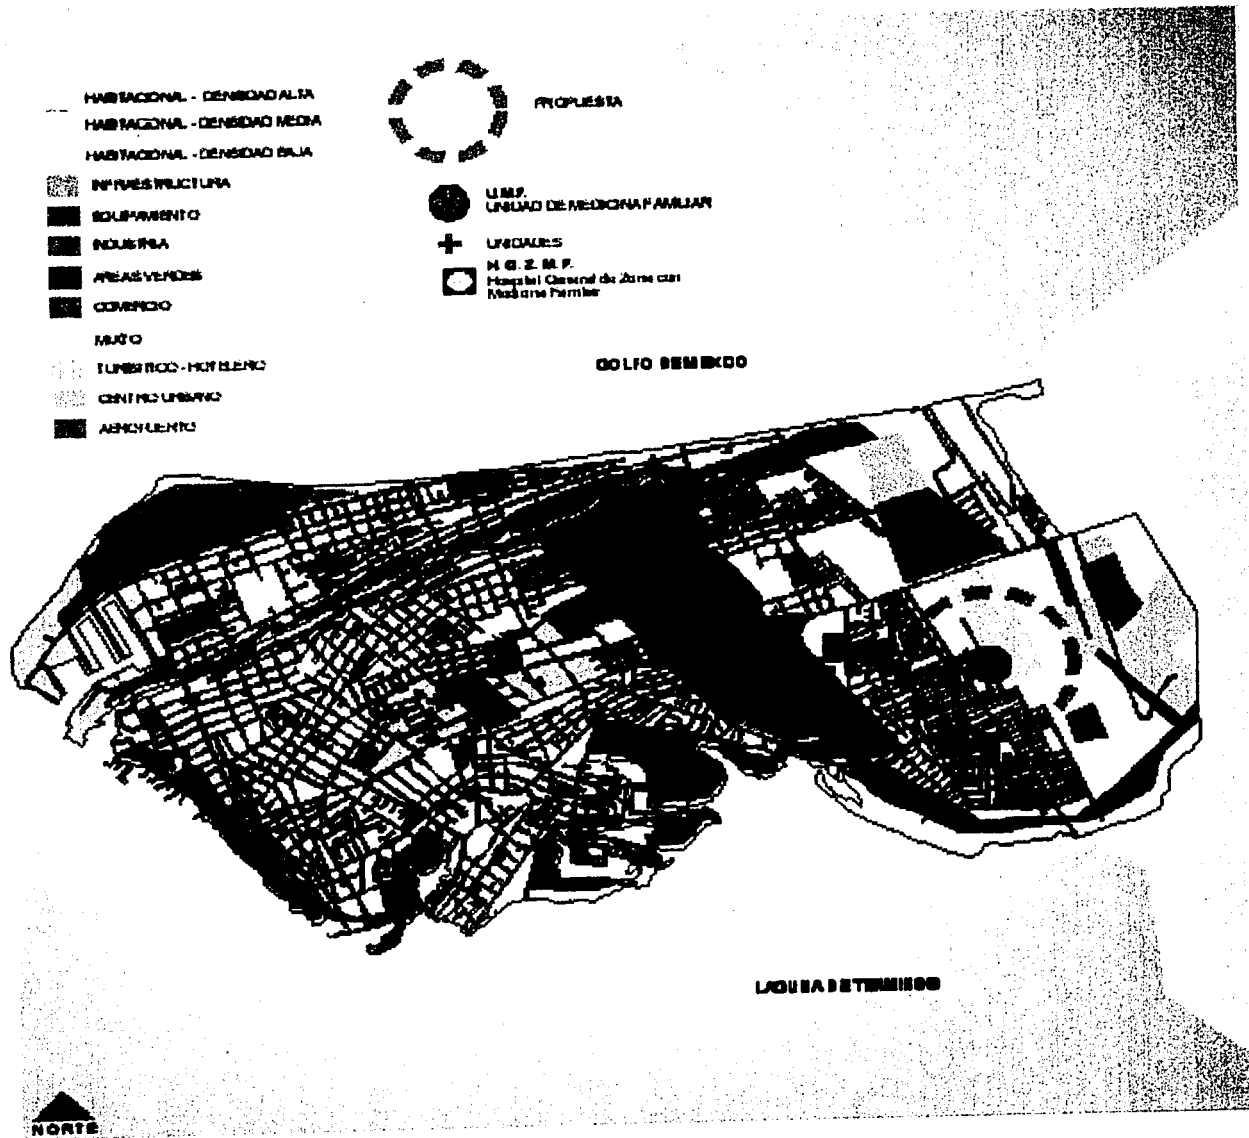 HABITACIONAL - DENSIDAD ALTA
HABITACIONAL - DENSIDAD MEDIA
HABITACIONAL - DENSIDAD BAJA
INFRAESTRUCTURA
EQUIPAMIENTO
INDUSTRIA
AREAS VERDES
COMERCIO
MIXTO
TURISTICO - HOTELERO
CENTRO URBANO
AEROPUERTO
PROPUESTA
U.M.F.
UNIDAD DE MEDICINA FAMILIAR
UNIDADES
H. G. Z. M. F.
Hospital General de Zona con
Medicina Familiar
GOLFO DE MEXICO
LAGUNA DE TERMINOS
NORTE